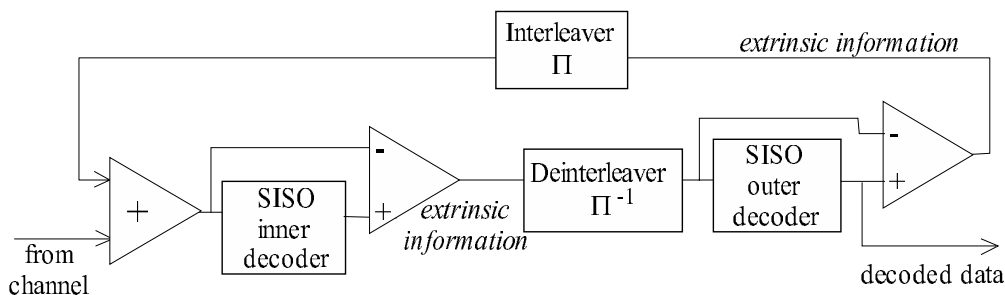 Interleaver
Π
extrinsic information
-
-
SISO
inner
decoder
+
+
extrinsic
information
Deinterleaver
Π⁻¹
SISO
outer
decoder
+
from
channel
decoded data